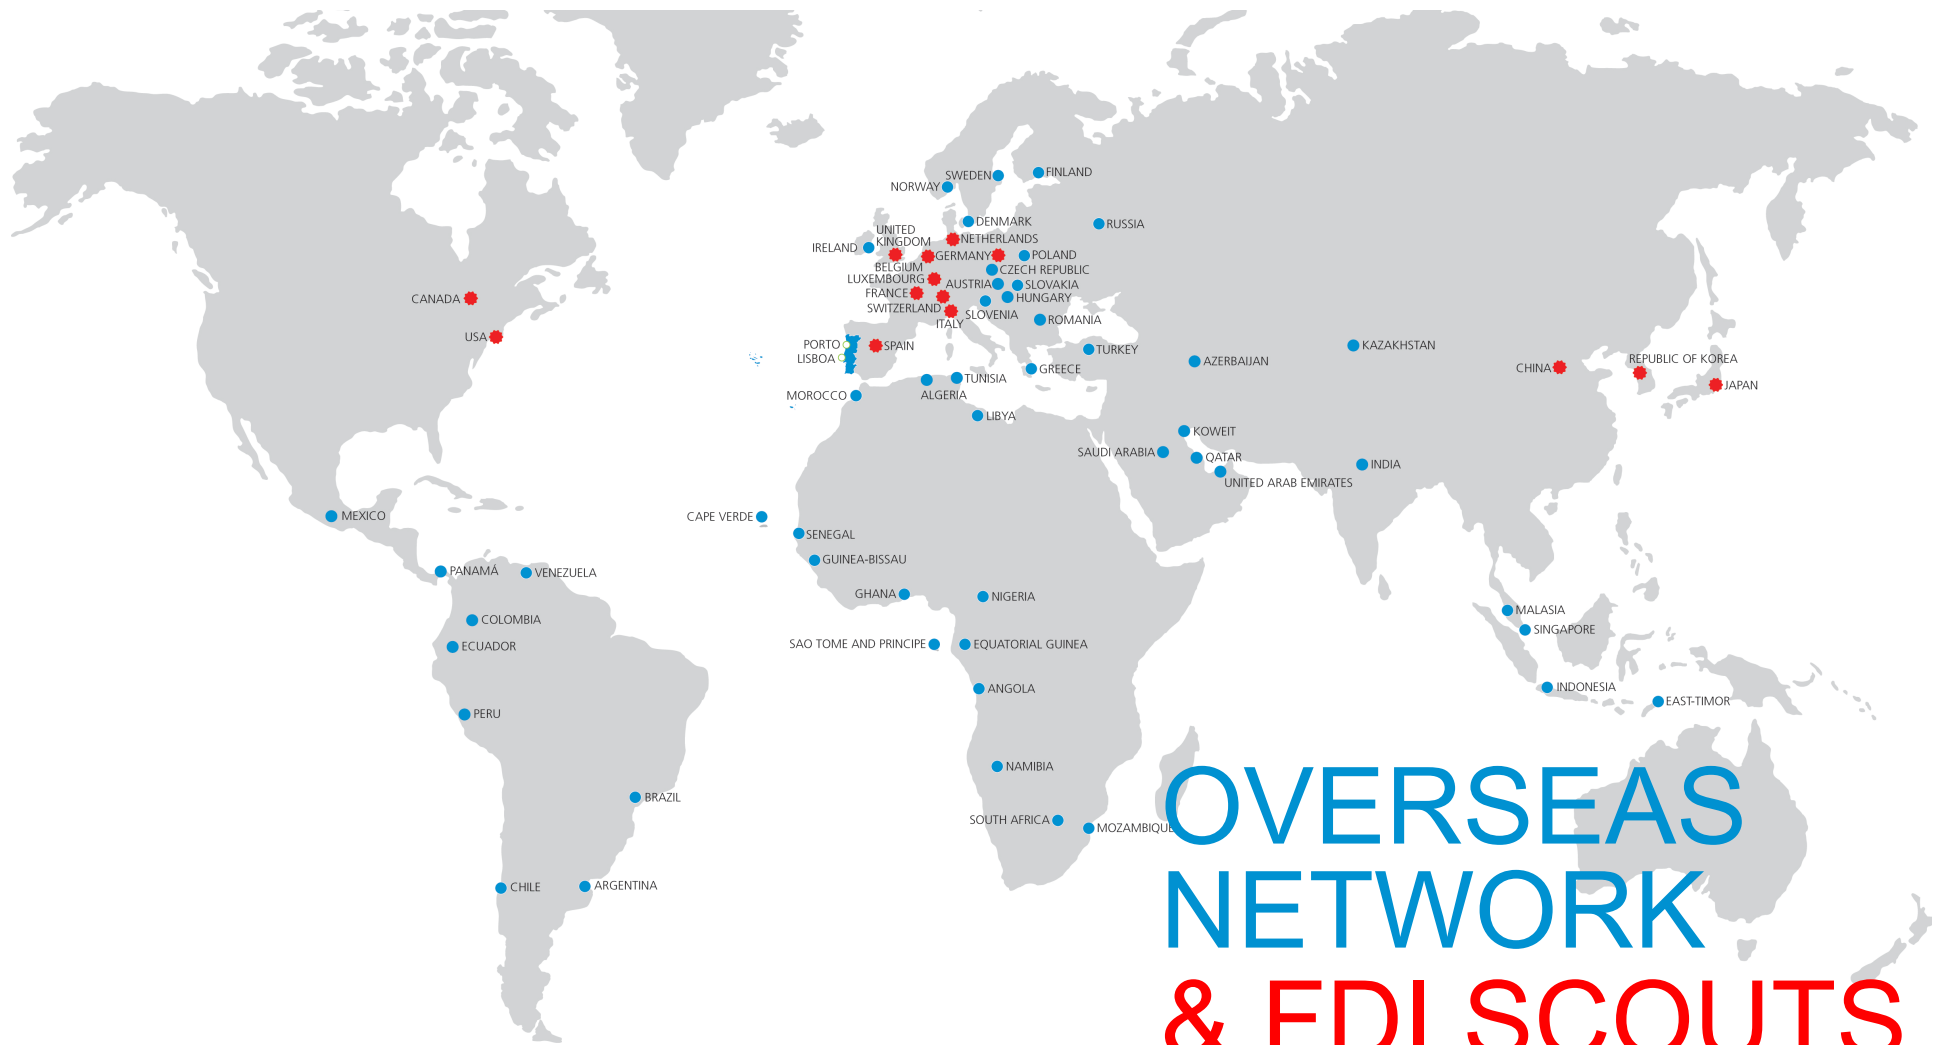 SWEDEN
FINLAND
NORWAY
DENMARK
RUSSIA
UNITED
KINGDOM
IRELAND
NETHERLANDS
GERMANY
POLAND
BELGIUM
CZECH REPUBLIC
LUXEMBOURG
AUSTRIA
SLOVAKIA
FRANCE
HUNGARY
SWITZERLAND
SLOVENIA
ITALY
ROMANIA
CANADA
USA
PORTO
LISBOA
SPAIN
TURKEY
GREECE
AZERBAIJAN
KAZAKHSTAN
CHINA
REPUBLIC OF KOREA
JAPAN
MOROCCO
ALGERIA
TUNISIA
LIBYA
KOWEIT
SAUDI ARABIA
QATAR
UNITED ARAB EMIRATES
INDIA
MEXICO
CAPE VERDE
SENEGAL
GUINEA-BISSAU
PANAMÁ
VENEZUELA
GHANA
NIGERIA
COLOMBIA
ECUADOR
SAO TOME AND PRINCIPE
EQUATORIAL GUINEA
MALASIA
SINGAPORE
ANGOLA
INDONESIA
EAST-TIMOR
PERU
NAMIBIA
BRAZIL
SOUTH AFRICA
MOZAMBIQUE
CHILE
ARGENTINA
OVERSEAS
NETWORK
& FDI SCOUTS